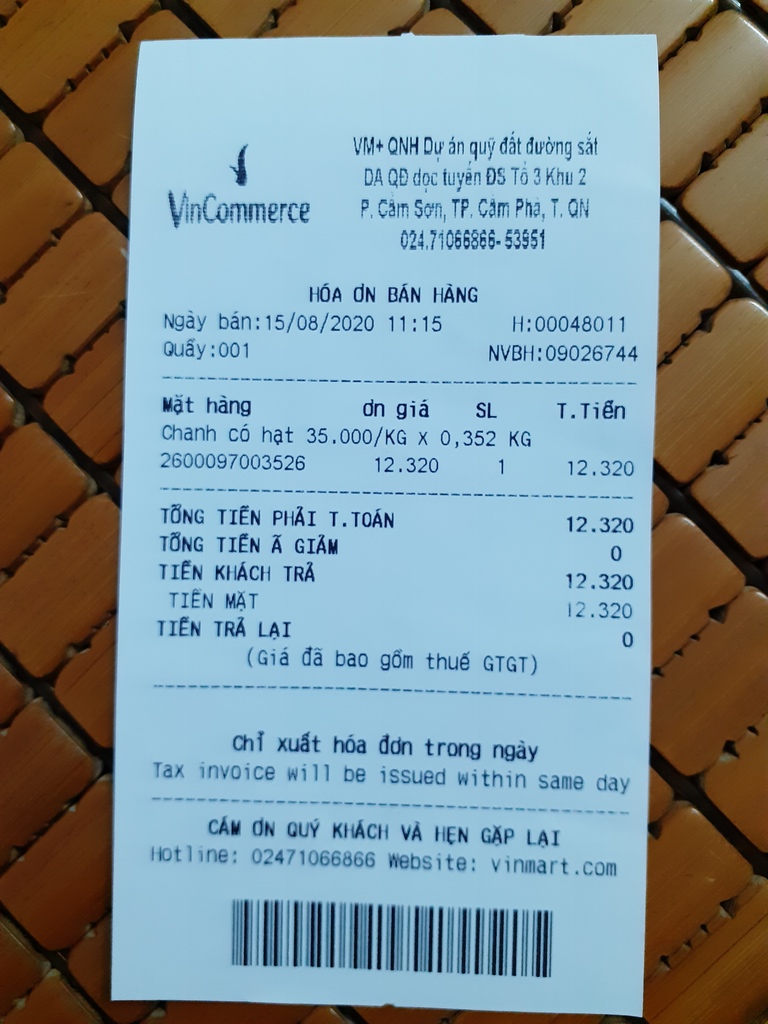 VinCommerce
VM+ QNH Dự án quỹ đất đường sắt
DA QĐ dọc tuyến ĐS Tổ 3 Khu 2
P. Cẩm Sơn, TP. Cẩm Phả, T. QN
024.71066866- 53951
HÓA ƠN BÁN HÀNG
Ngày bán:15/08/2020 11:15 H:00048011
Quầy:001 NVBH:09026744
Mặt hàng ơn giá SL T.Tiền
Chanh có hạt 35.000/KG X 0,352 KG
2600097003526 12.320 1 12.320
TỔNG TIỀN PHẢI T.TOÁN 12.320
TỔNG TIỀN Ã GIẢM 0
TIỀN KHÁCH TRẢ 12.320
TIỀN MẶT 12.320
TIỀN TRẢ LẠI 0
(Giá đã bao gồm thuế GTGT)
Chỉ xuất hóa đơn trong ngày
Tax invoice will be issued within same day
CẢM ƠN QUÝ KHÁCH VÀ HẸN GẶP LẠI
Hotline: 02471066866 Website: vinmart.com